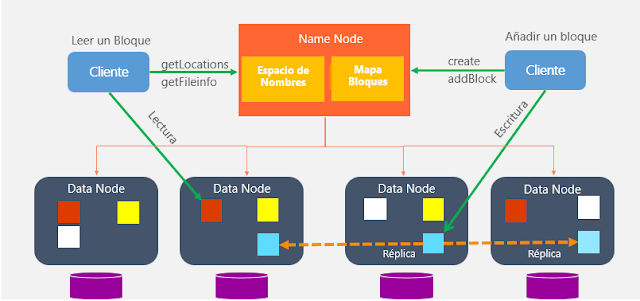 Leer un Bloque
Añadir un bloque
Name Node
Cliente
getLocations
getFileinfo
Espacio de
Nombres
Mapa
Bloques
create
addBlock
Cliente
Lectura
Escritura
Data Node
Data Node
Data Node
Data Node
Réplica
Réplica